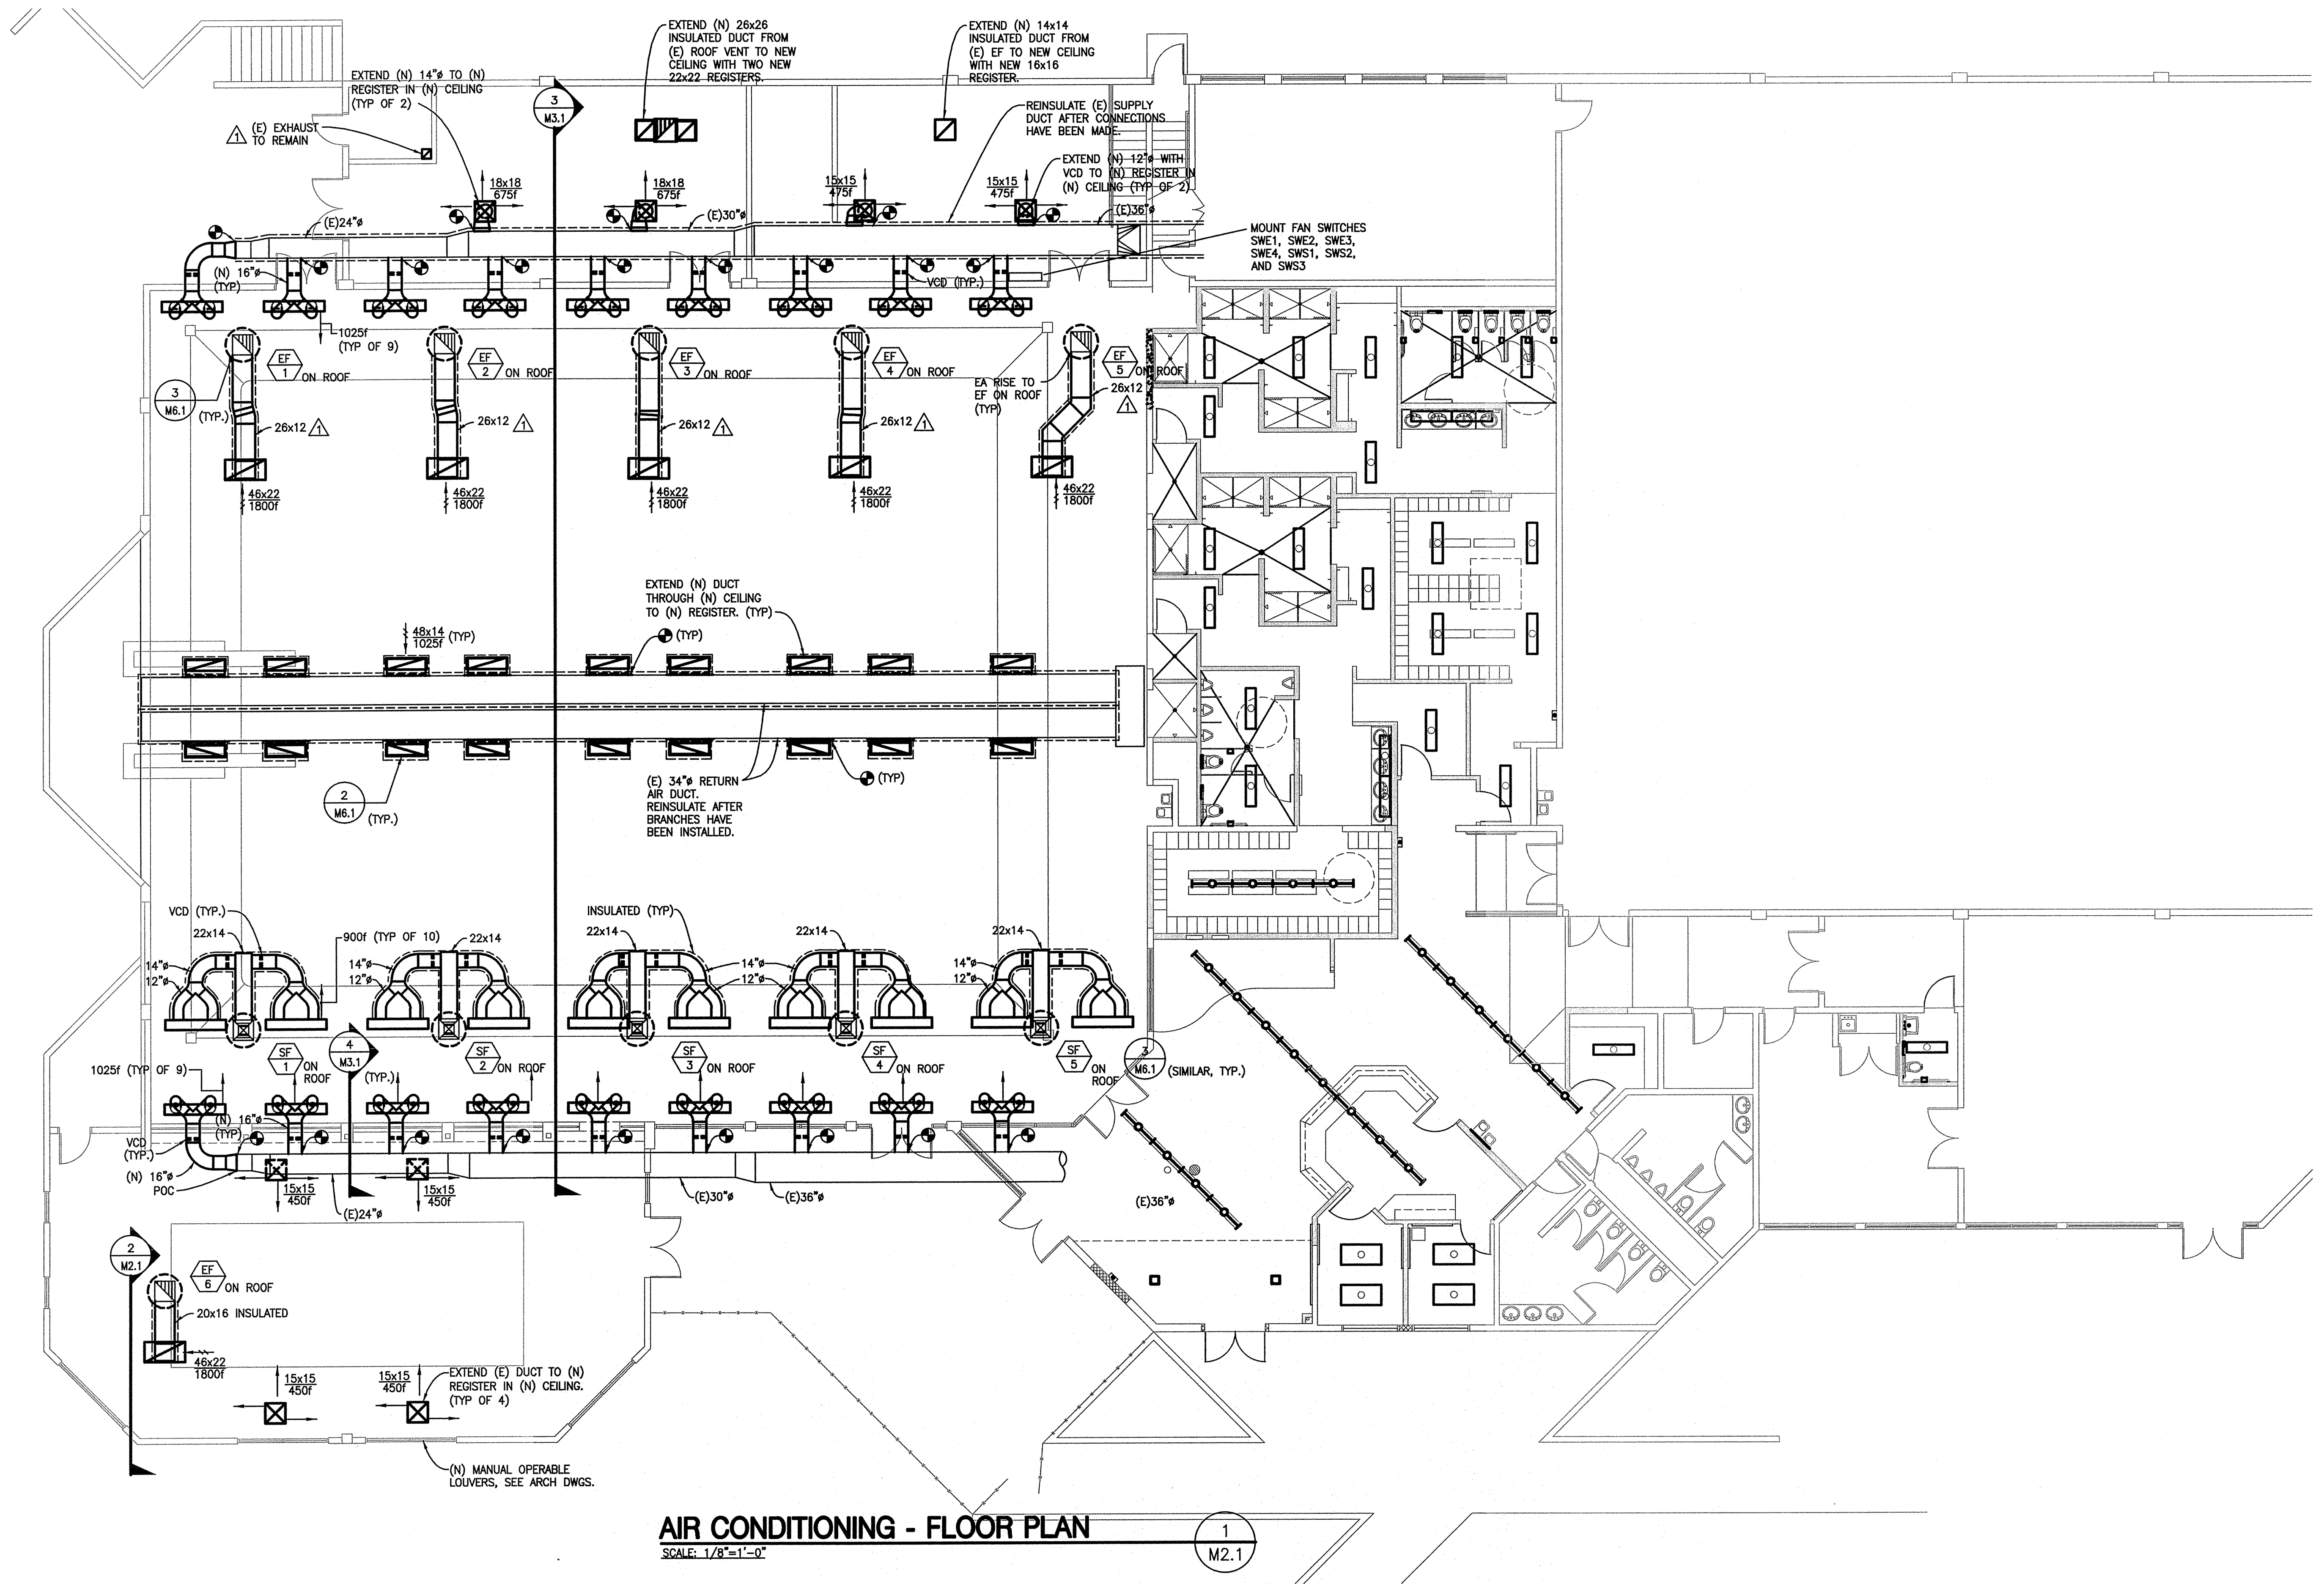 EXTEND (N) 26x26
INSULATED DUCT FROM
(E) ROOF VENT TO NEW
CEILING WITH TWO NEW
22x22 REGISTERS.
EXTEND (N) 14x14
INSULATED DUCT FROM
(E) EF TO NEW CEILING
WITH NEW 16x16
REGISTER.
EXTEND (N) 14"ø TO (N)
REGISTER IN (N) CEILING
(TYP OF 2)
3
M3.1
1
(E) EXHAUST
TO REMAIN
REINSULATE (E) SUPPLY
DUCT AFTER CONNECTIONS
HAVE BEEN MADE.
EXTEND (N) 12"ø WITH
VCD TO (N) REGISTER IN
(N) CEILING (TYP OF 2)
18x18
675f
18x18
675f
15x15
475f
15x15
475f
(E)24"ø
(E)30"ø
(E)36"ø
MOUNT FAN SWITCHES
SWE1, SWE2, SWE3,
SWE4, SWS1, SWS2,
AND SWS3
(N) 16"ø
(TYP)
VCD (TYP.)
1025f
(TYP OF 9)
EF
1
ON ROOF
EF
2
ON ROOF
EF
3
ON ROOF
EF
4
ON ROOF
EF
5
ON ROOF
EA RISE TO
EF ON ROOF
(TYP)
3
M6.1
(TYP.)
26x12
1
26x12
1
26x12
1
26x12
1
26x12
1
46x22
1800f
46x22
1800f
46x22
1800f
46x22
1800f
46x22
1800f
EXTEND (N) DUCT
THROUGH (N) CEILING
TO (N) REGISTER. (TYP)
48x14
1025f
(TYP)
(TYP)
(E) 34"ø RETURN
AIR DUCT.
REINSULATE AFTER
BRANCHES HAVE
BEEN INSTALLED.
(TYP)
2
M6.1
(TYP.)
VCD (TYP.)
INSULATED (TYP)
22x14
900f (TYP OF 10)
22x14
22x14
22x14
22x14
14"ø
12"ø
14"ø
12"ø
14"ø
12"ø
14"ø
12"ø
SF
1
ON
ROOF
4
M3.1
(TYP.)
SF
2
ON ROOF
SF
3
ON ROOF
SF
4
ON ROOF
SF
5
ON
ROOF
3
M6.1
(SIMILAR, TYP.)
1025f (TYP OF 9)
(N) 16"ø
(TYP)
VCD
(TYP.)
(N) 16"ø
POC
15x15
450f
15x15
450f
(E)24"ø
(E)30"ø
(E)36"ø
(E)36"ø
2
M2.1
EF
6
ON ROOF
20x16 INSULATED
46x22
1800f
15x15
450f
15x15
450f
EXTEND (E) DUCT TO (N)
REGISTER IN (N) CEILING.
(TYP OF 4)
(N) MANUAL OPERABLE
LOUVERS, SEE ARCH DWGS.
AIR CONDITIONING - FLOOR PLAN
SCALE: 1/8"=1'-0"
1
M2.1